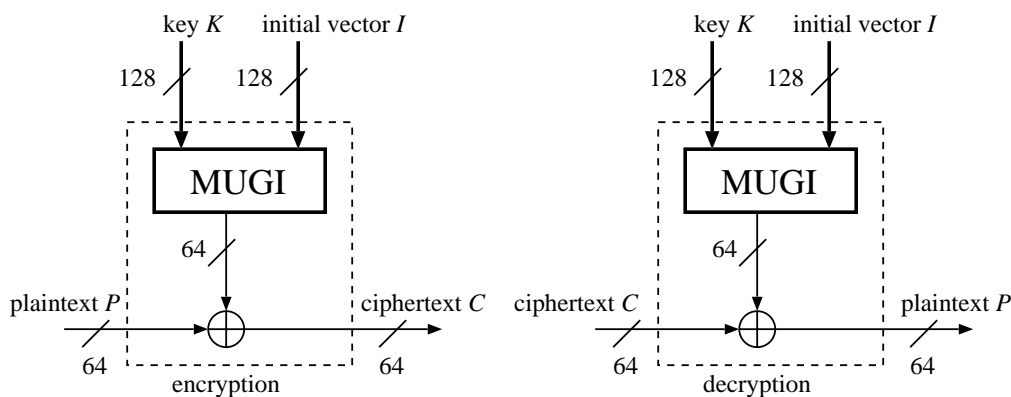 key K initial vector I
128 128
MUGI
64
plaintext P ciphertext C
64 64
encryption
key K initial vector I
128 128
MUGI
64
ciphertext C plaintext P
64 64
decryption